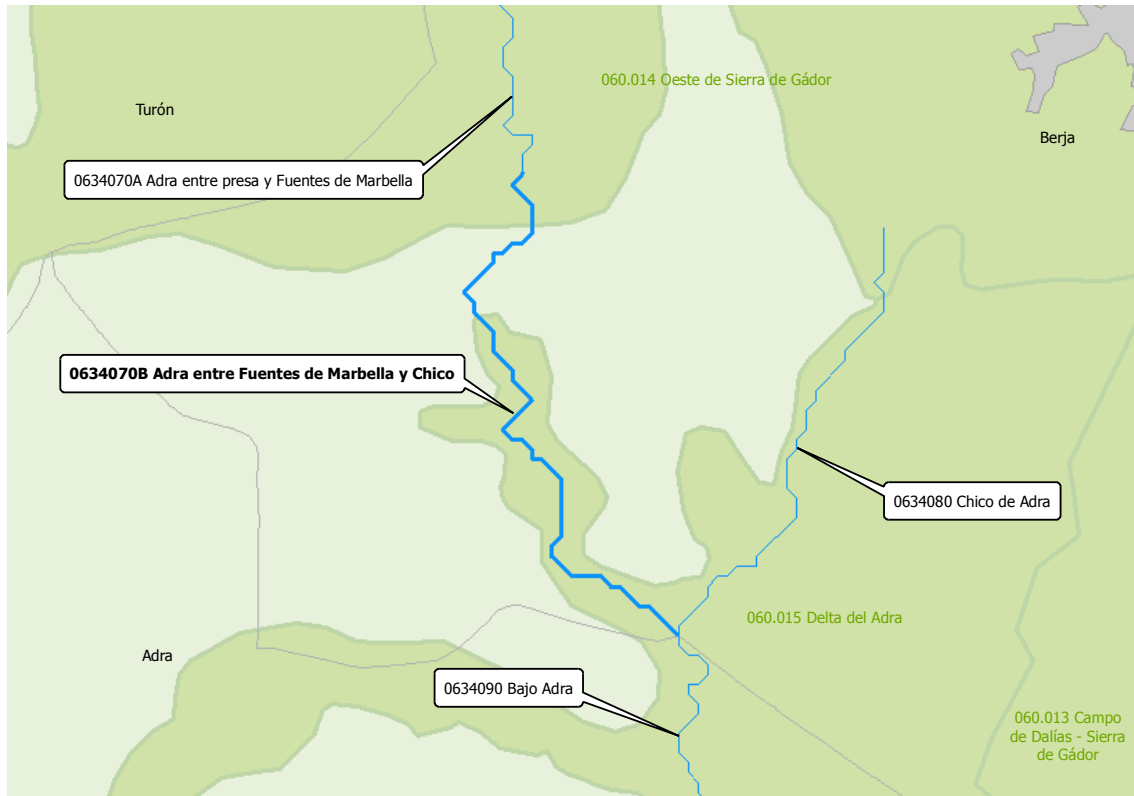 060.014 Oeste de Sierra de Gádor
Turón
Berja
0634070A Adra entre presa y Fuentes de Marbella
0634070B Adra entre Fuentes de Marbella y Chico
0634080 Chico de Adra
060.015 Delta del Adra
Adra
0634090 Bajo Adra
060.013 Campo
de Dalías - Sierra
de Gádor